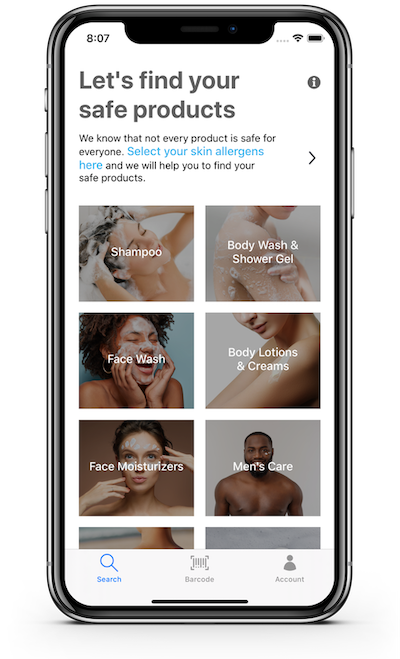 8:07
Let's find your
safe products
We know that not every product is safe for
everyone. Select your skin allergens
here and we will help you to find your
safe products.
Shampoo
Body Wash &
Shower Gel
Face Wash
Body Lotions
& Creams
Face Moisturizers
Men's Care
Search
Barcode
Account